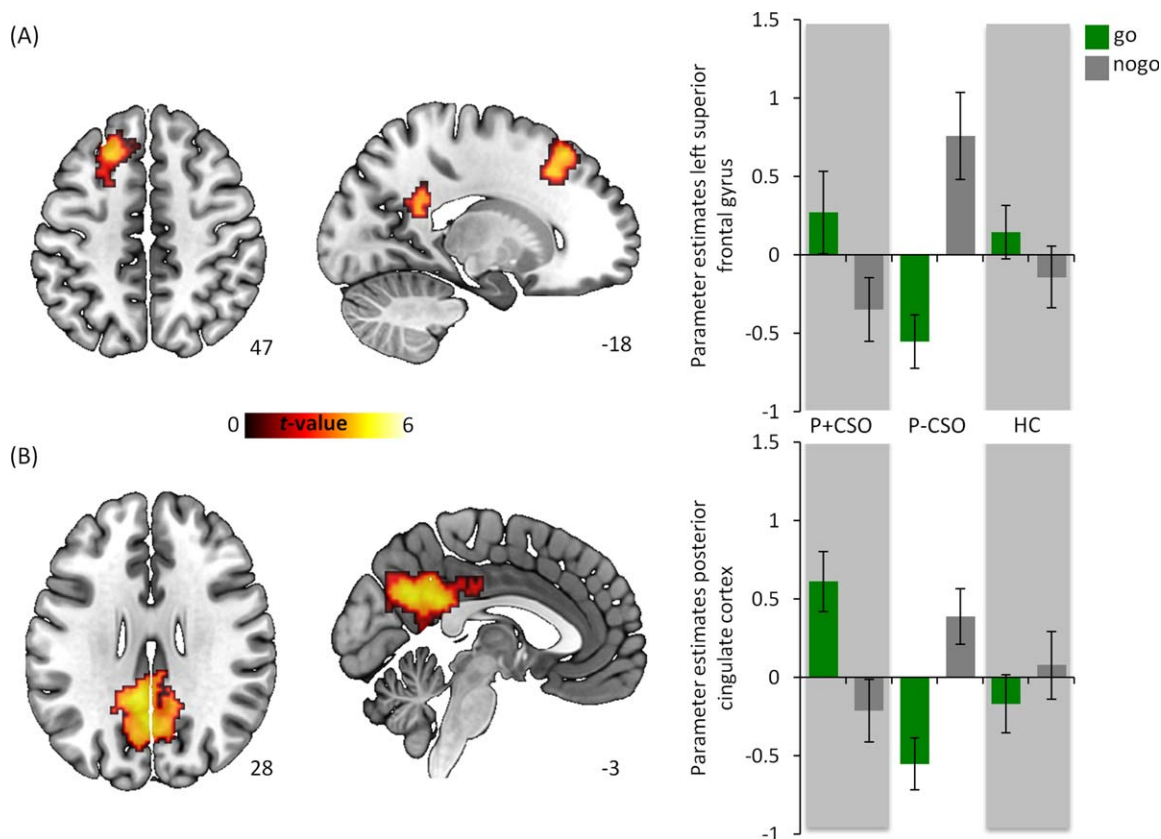 (A)
47
-18
Parameter estimates left superior
frontal gyrus
1.5
1
0.5
0
-0.5
-1
go
nogo
P+CSO
P-CSO
HC
0
t-value
6
(B)
28
-3
Parameter estimates posterior
cingulate cortex
1.5
1
0.5
0
-0.5
-1